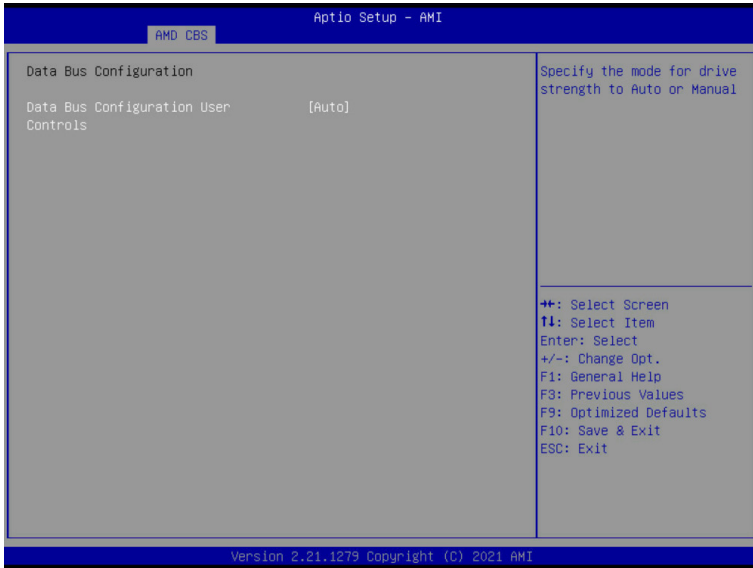 Aptio Setup – AMI
AMD CBS
Data Bus Configuration
Data Bus Configuration User [Auto]
Controls
Specify the mode for drive
strength to Auto or Manual
→←: Select Screen
↑↓: Select Item
Enter: Select
+/-: Change Opt.
F1: General Help
F3: Previous Values
F9: Optimized Defaults
F10: Save & Exit
ESC: Exit
Version 2.21.1279 Copyright (C) 2021 AMI